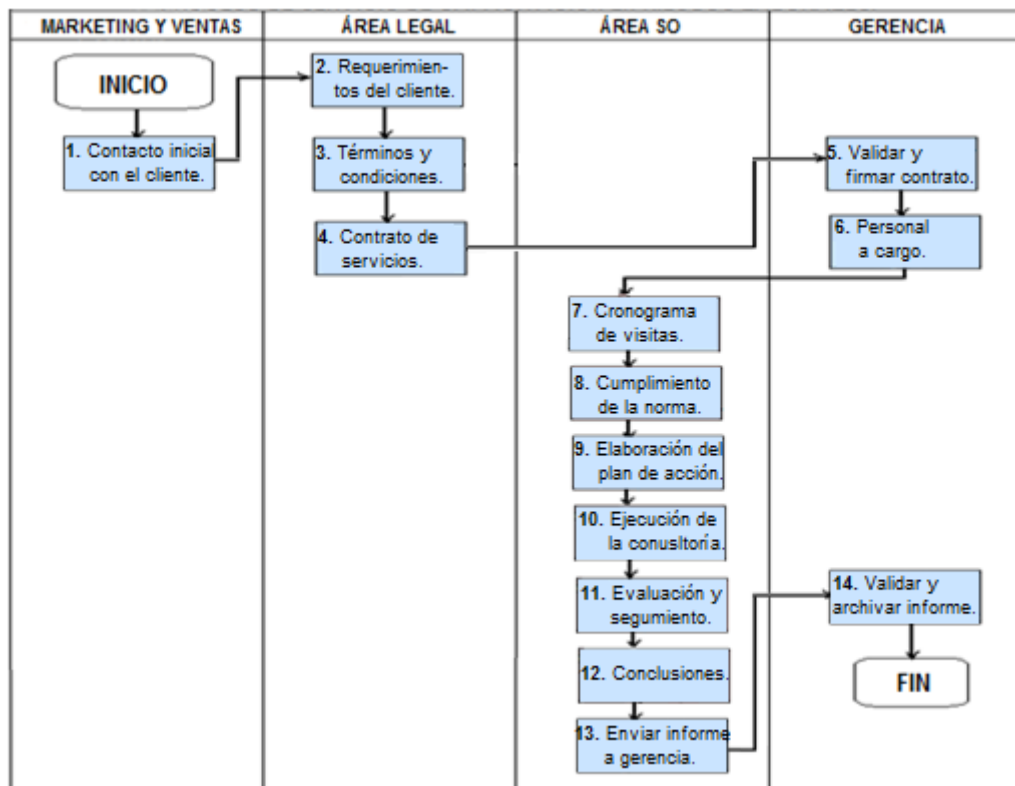 MARKETING Y VENTAS
ÁREA LEGAL
ÁREA SO
GERENCIA
INICIO
1. Contacto inicial
con el cliente.
2. Requerimien-
tos del cliente.
3. Términos y
condiciones.
4. Contrato de
servicios.
5. Validar y
firmar contrato.
6. Personal
a cargo.
7. Cronograma
de visitas.
8. Cumplimiento
de la norma.
9. Elaboración del
plan de acción.
10. Ejecución de
la conusltoría.
11. Evaluación y
segumiento.
12. Conclusiones.
13. Enviar informe
a gerencia.
14. Validar y
archivar informe.
FIN